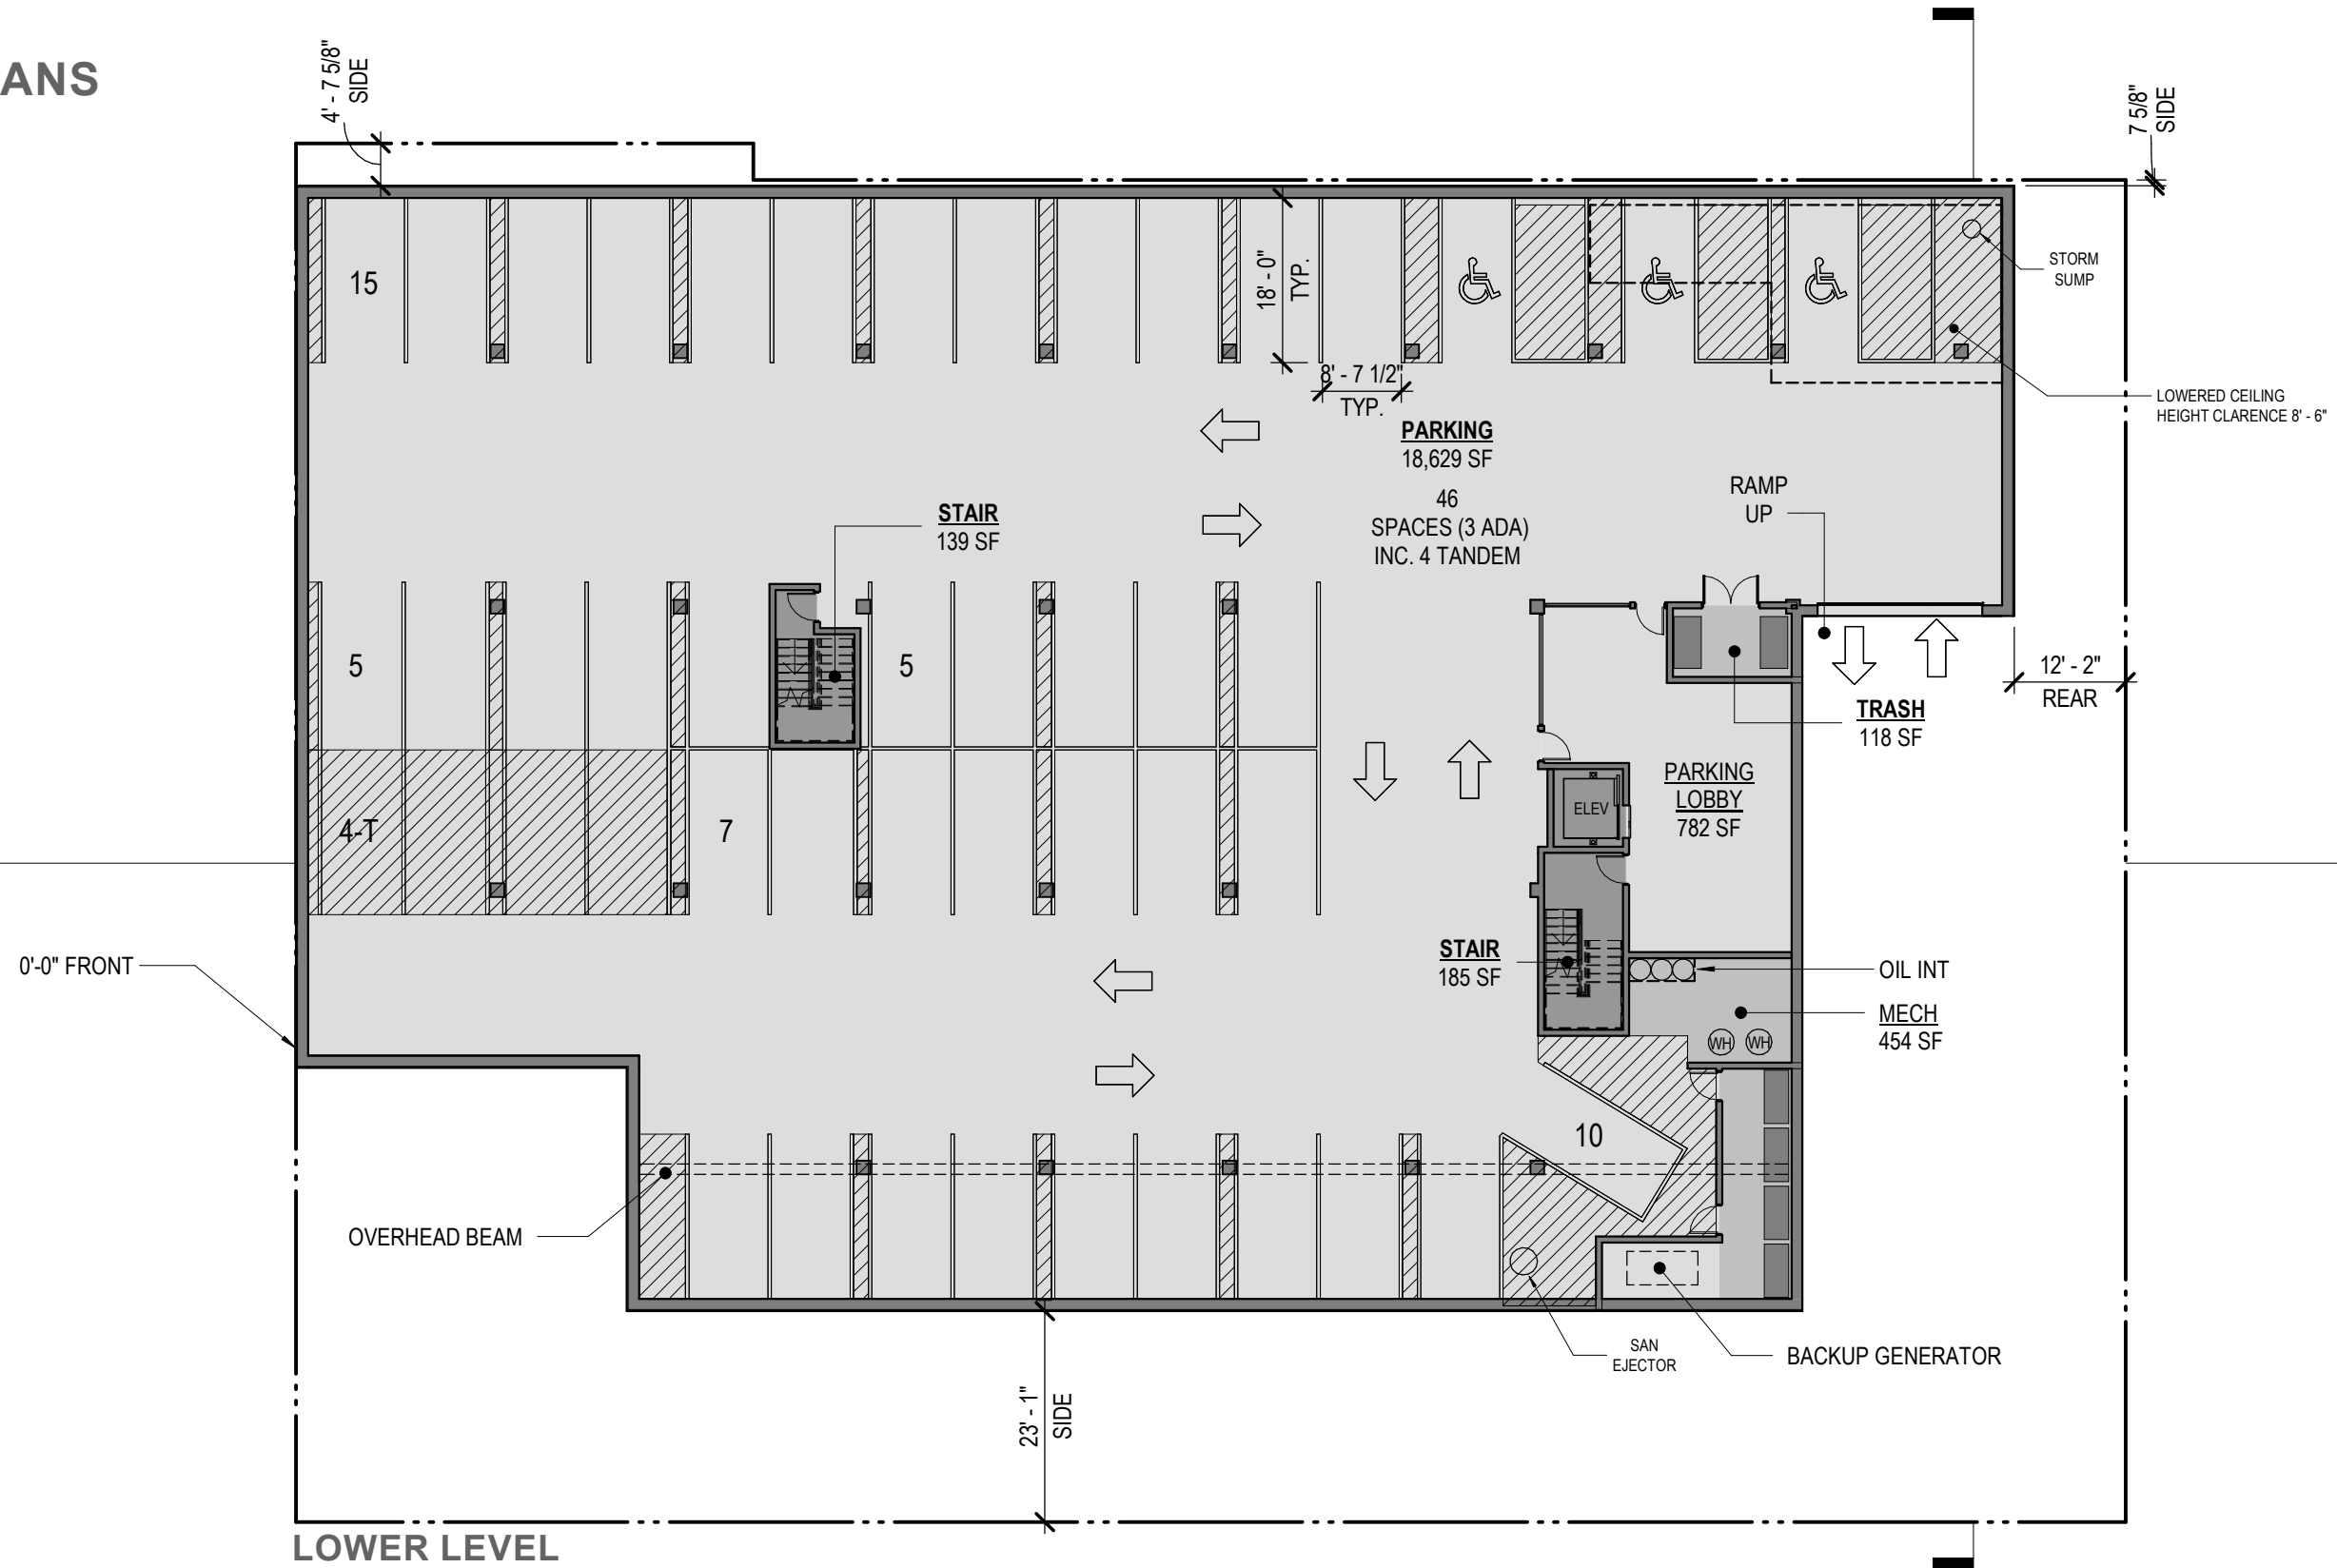 ANS
4' - 7 5/8"
SIDE
7 5/8"
SIDE
15
18' - 0"
TYP.
STORM
SUMP
8' - 7 1/2"
TYP.
LOWERED CEILING
HEIGHT CLARENCE 8' - 6"
PARKING
18,629 SF
46
SPACES (3 ADA)
INC. 4 TANDEM
RAMP
UP
STAIR
139 SF
5
5
12' - 2"
REAR
TRASH
118 SF
PARKING
LOBBY
782 SF
ELEV
4-T
7
0'-0" FRONT
STAIR
185 SF
OIL INT
MECH
454 SF
WH
WH
10
OVERHEAD BEAM
SAN
EJECTOR
BACKUP GENERATOR
23' - 1"
SIDE
LOWER LEVEL